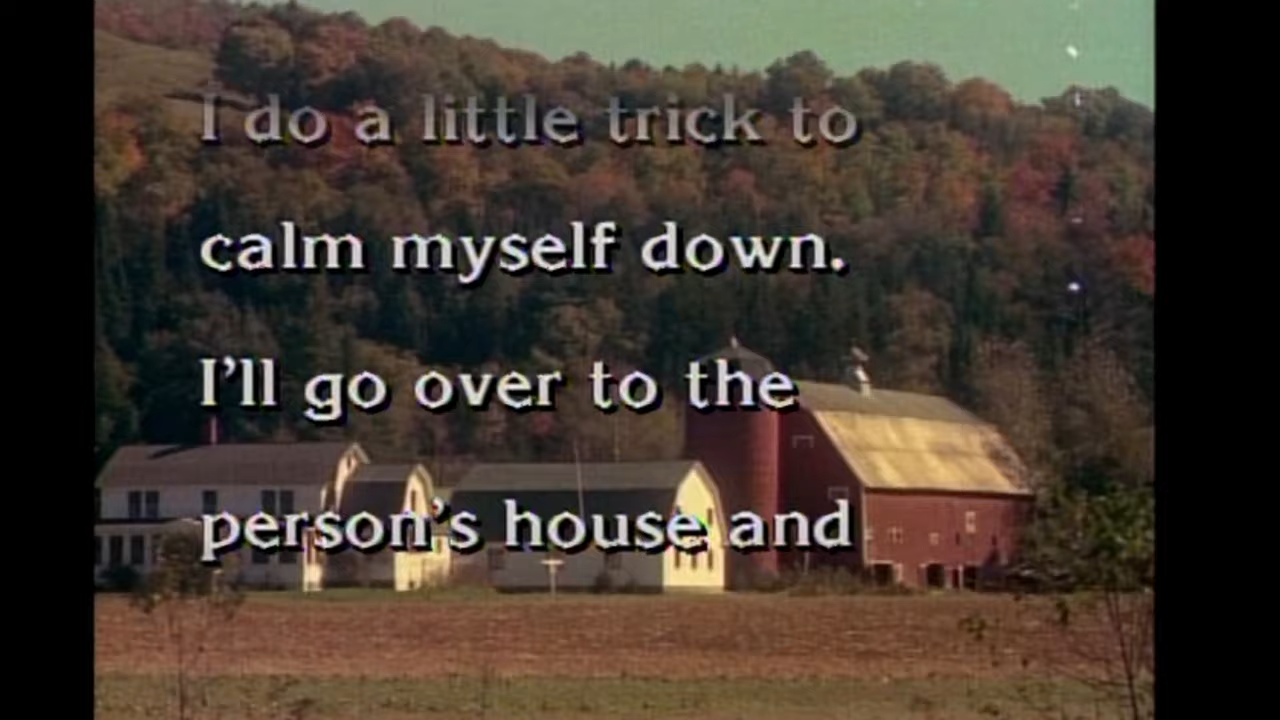 I do a little trick to
calm myself down.
I'll go over to the
person's house and